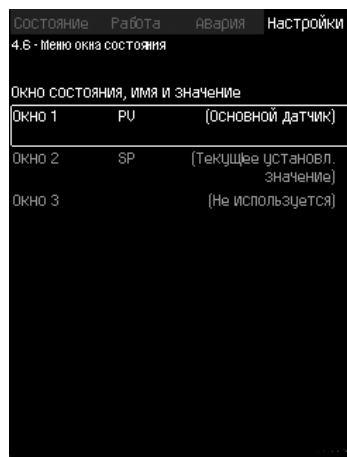 Состояние Работа Авария Настройки
4.6 - Меню окна состояния
Окно состояния, имя и значение
Окно 1 PV (Основной датчик)
Окно 2 SP (Текущее установл.
значение)
Окно 3 (Не используется)